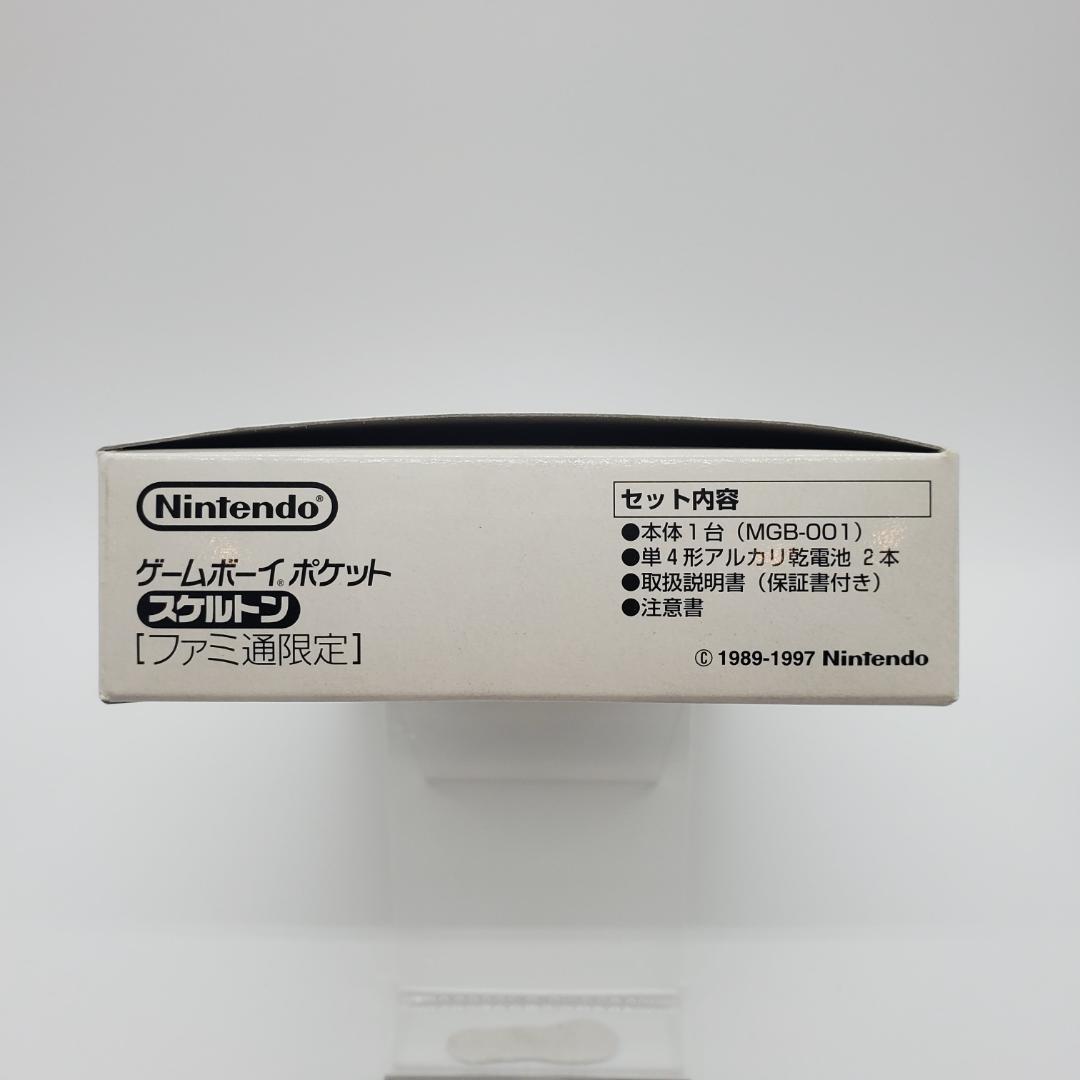 Nintendo®
ゲームボーイ®ポケット
スケルトン
[ファミ通限定]
セット内容
●本体1台（MGB-001）
●単4形アルカリ乾電池 2本
●取扱説明書（保証書付き）
●注意書
© 1989-1997 Nintendo